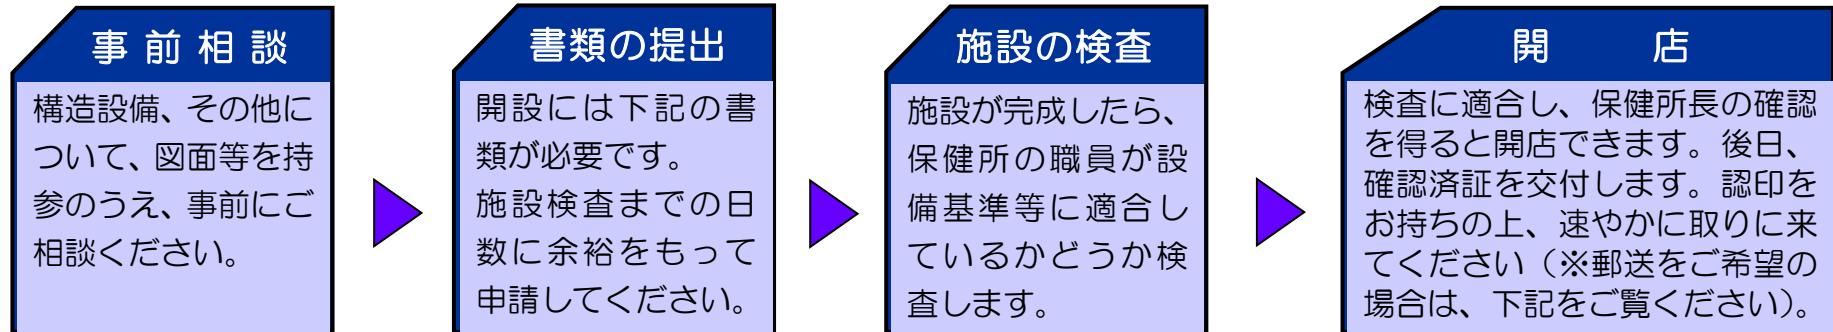 事前相談
構造設備、その他に
ついて、図面等を持
参のうえ、事前にご
相談ください。
書類の提出
開設には下記の書
類が必要です。
施設検査までの日
数に余裕をもって
申請してください。
施設の検査
施設が完成したら、
保健所の職員が設
備基準等に適合し
ているかどうか検
査します。
開店
検査に適合し、保健所長の確認
を得ると開店できます。後日、
確認済証を交付します。認印を
お持ちの上、速やかに取りに来
てください（※郵送をご希望の
場合は、下記をご覧ください）。